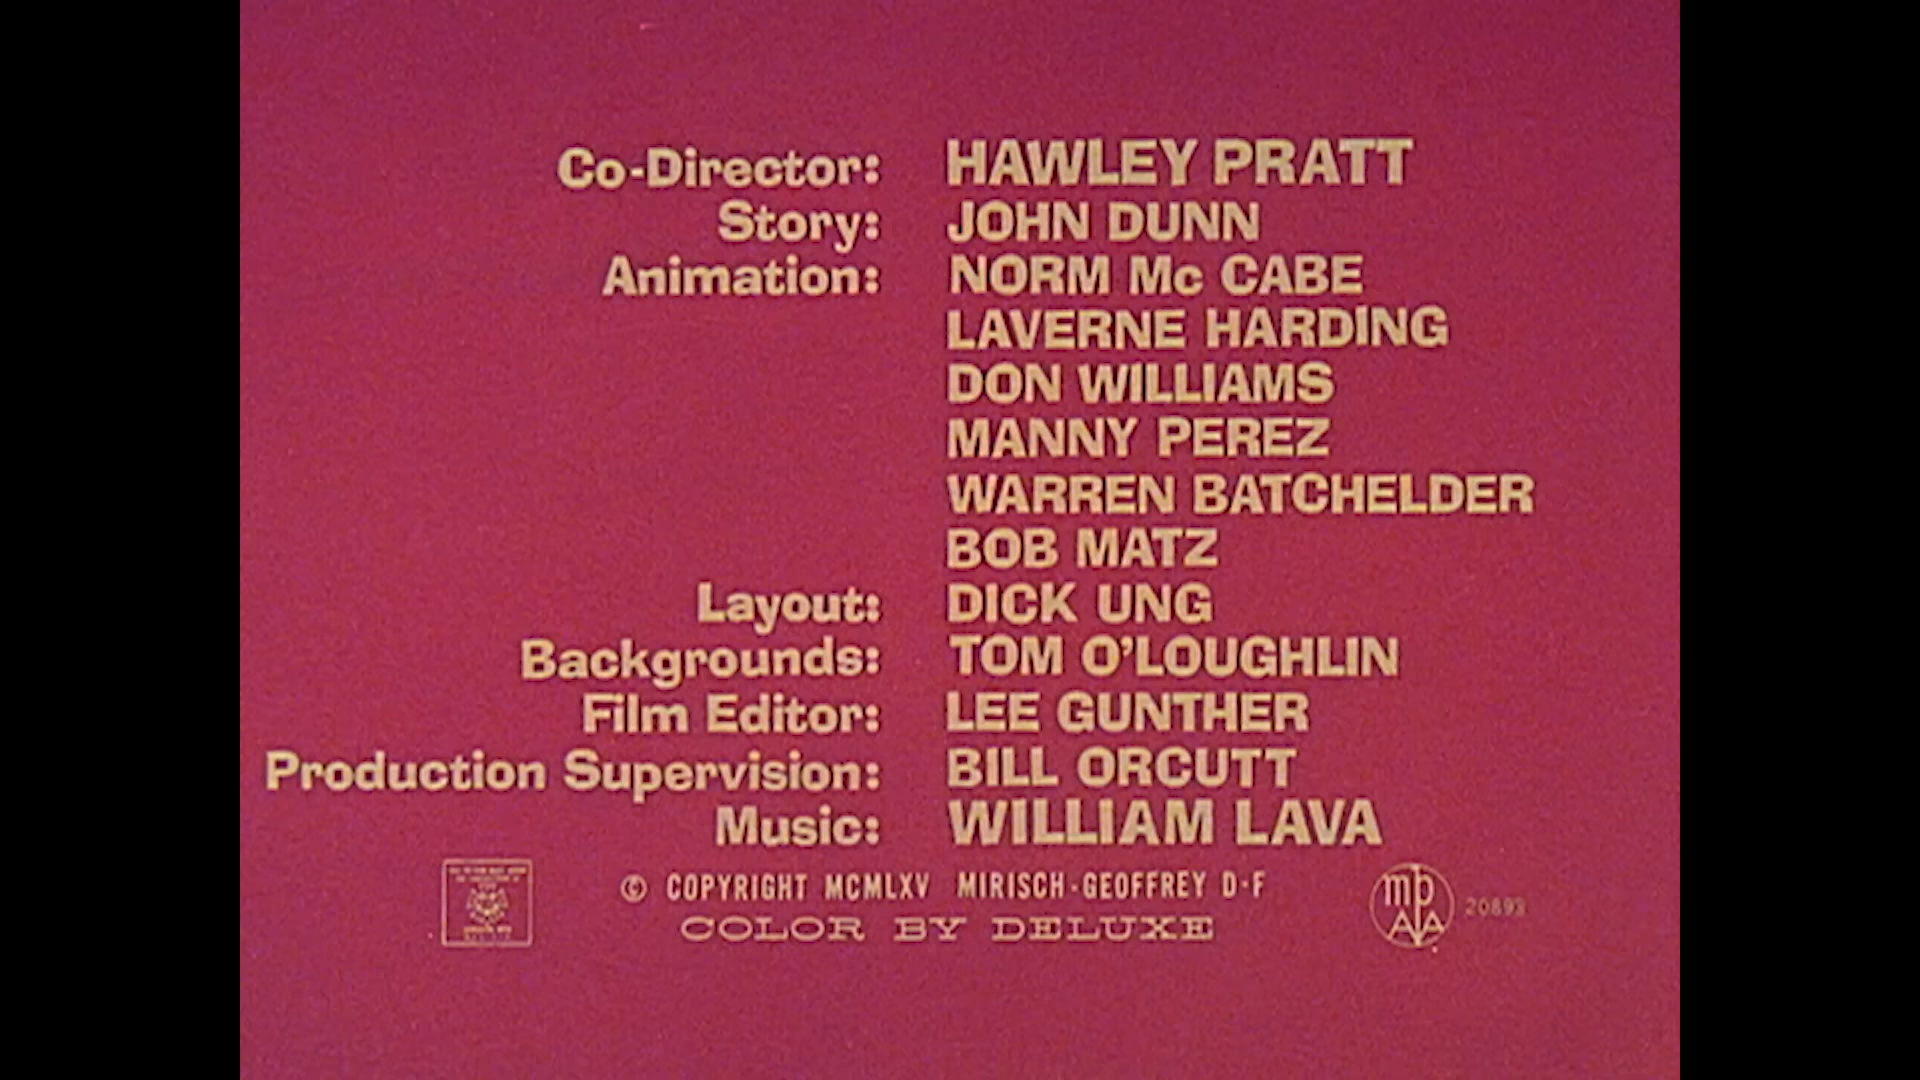 Co-Director: HAWLEY PRATT
Story: JOHN DUNN
Animation: NORM Mc CABE
LAVERNE HARDING
DON WILLIAMS
MANNY PEREZ
WARREN BATCHELDER
BOB MATZ
Layout: DICK UNG
Backgrounds: TOM O'LOUGHLIN
Film Editor: LEE GUNTHER
Production Supervision: BILL ORCUTT
Music: WILLIAM LAVA
© COPYRIGHT MCMLXV MIRISCH-GEOFFREY D-F
COLOR BY DELUXE
mp
AA